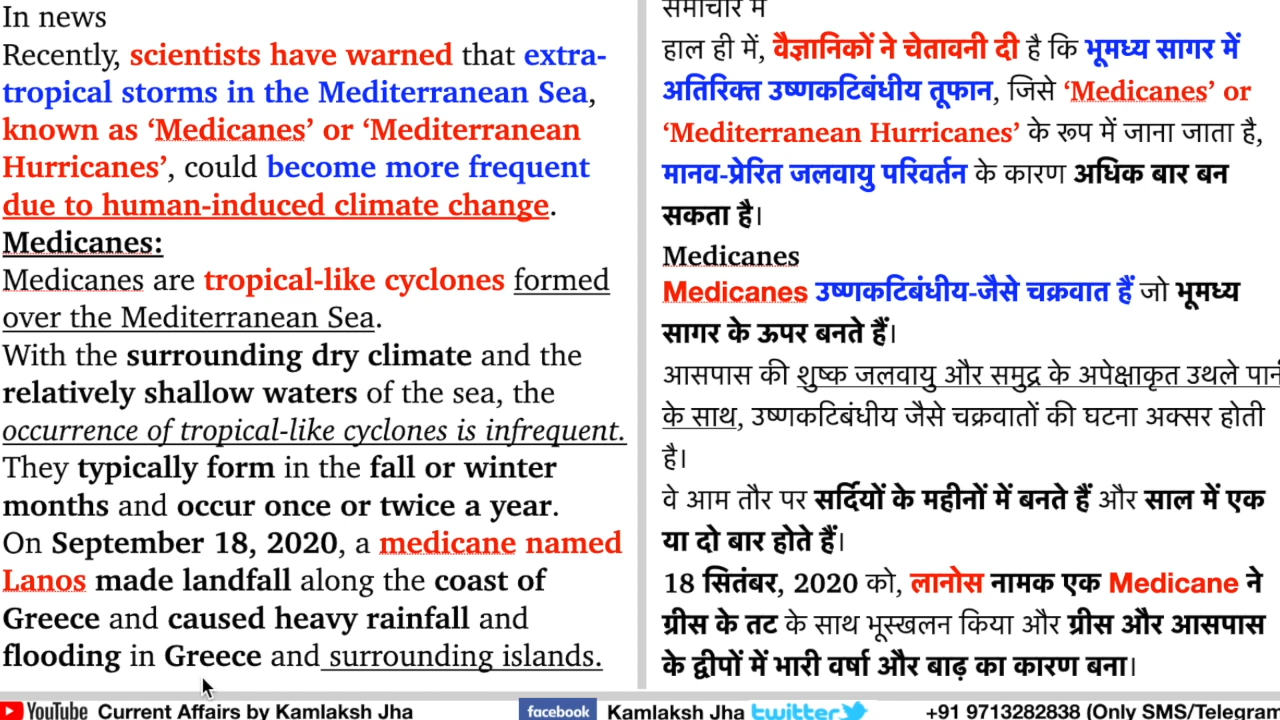 In news
Recently, scientists have warned that extra-
tropical storms in the Mediterranean Sea,
known as ‘Medicanes’ or ‘Mediterranean
Hurricanes’, could become more frequent
due to human-induced climate change.
Medicanes:
Medicanes are tropical-like cyclones formed
over the Mediterranean Sea.
With the surrounding dry climate and the
relatively shallow waters of the sea, the
occurrence of tropical-like cyclones is infrequent.
They typically form in the fall or winter
months and occur once or twice a year.
On September 18, 2020, a medicane named
Lanos made landfall along the coast of
Greece and caused heavy rainfall and
flooding in Greece and surrounding islands.
समाचार में
हाल ही में, वैज्ञानिकों ने चेतावनी दी है कि भूमध्य सागर में
अतिरिक्त उष्णकटिबंधीय तूफान, जिसे ‘Medicanes’ or
‘Mediterranean Hurricanes’ के रूप में जाना जाता है,
मानव-प्रेरित जलवायु परिवर्तन के कारण अधिक बार बन
सकता है।
Medicanes
Medicanes उष्णकटिबंधीय-जैसे चक्रवात हैं जो भूमध्य
सागर के ऊपर बनते हैं।
आसपास की शुष्क जलवायु और समुद्र के अपेक्षाकृत उथले पानी
के साथ, उष्णकटिबंधीय जैसे चक्रवातों की घटना अक्सर होती
है।
वे आम तौर पर सर्दियों के महीनों में बनते हैं और साल में एक
या दो बार होते हैं।
18 सितंबर, 2020 को, लानोस नामक एक Medicane ने
ग्रीस के तट के साथ भूस्खलन किया और ग्रीस और आसपास
के द्वीपों में भारी वर्षा और बाढ़ का कारण बना।
YouTube Current Affairs by Kamlaksh Jha facebook Kamlaksh Jha twitter +91 9713282838 (Only SMS/Telegram